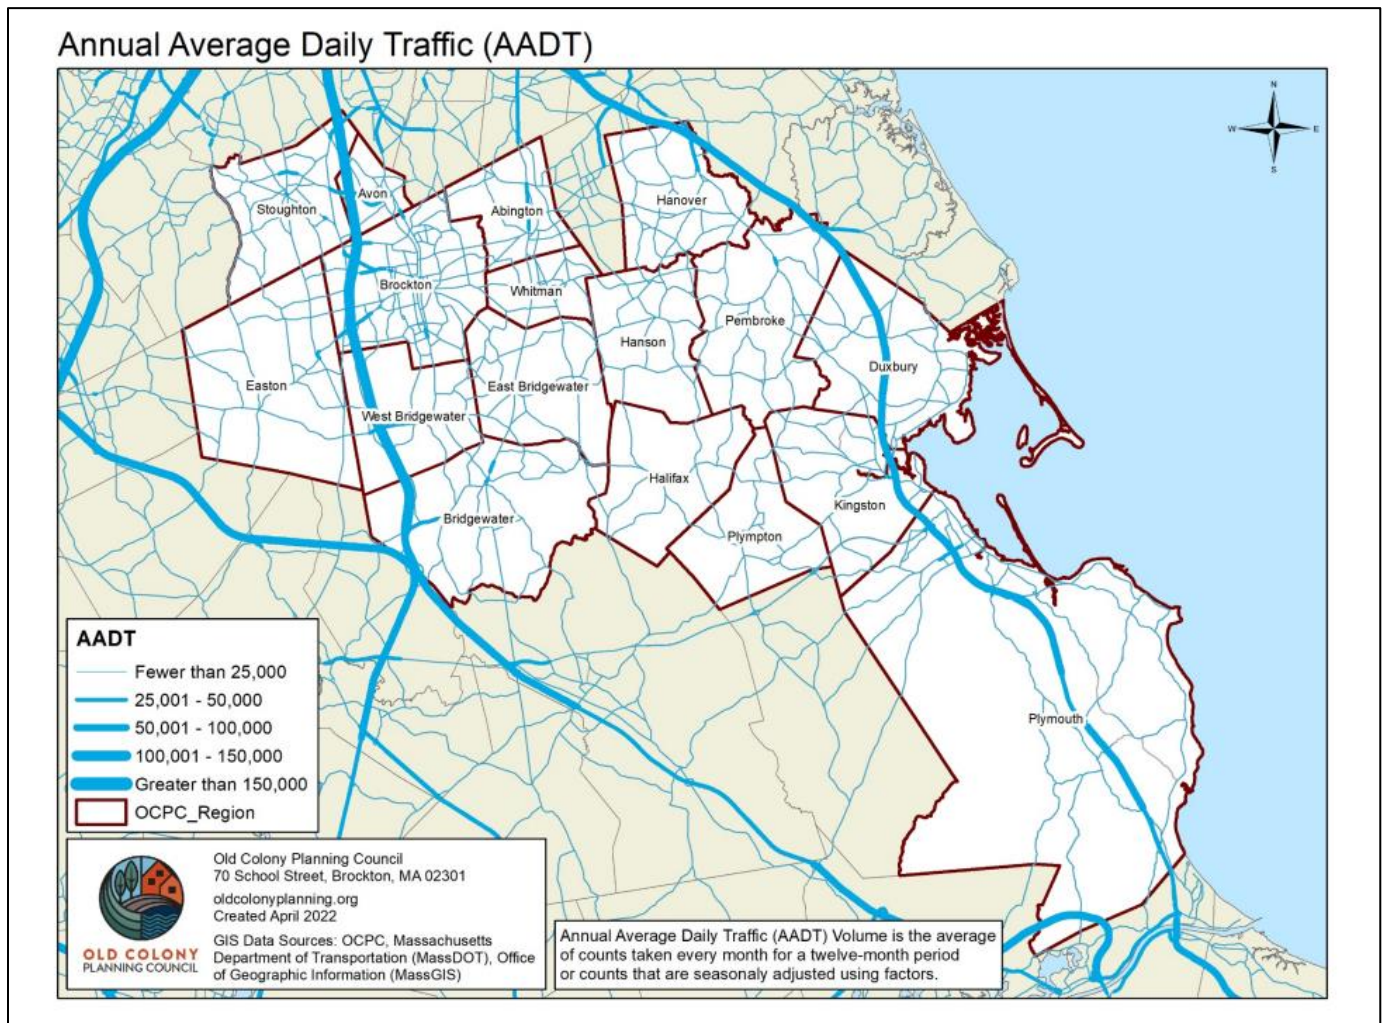 Annual Average Daily Traffic (AADT)
N
W
E
S
Stoughton
Avon
Abington
Hanover
Brockton
Whitman
Pembroke
Hanson
Duxbury
Easton
East Bridgewater
West Bridgewater
Halifax
Kingston
Bridgewater
Plympton
Plymouth
AADT
Fewer than 25,000
25,001 - 50,000
50,001 - 100,000
100,001 - 150,000
Greater than 150,000
OCPC_Region
Old Colony Planning Council
70 School Street, Brockton, MA 02301
oldcolonyplanning.org
Created April 2022
GIS Data Sources: OCPC, Massachusetts
Department of Transportation (MassDOT), Office
of Geographic Information (MassGIS)
OLD COLONY
PLANNING COUNCIL
Annual Average Daily Traffic (AADT) Volume is the average
of counts taken every month for a twelve-month period
or counts that are seasonaly adjusted using factors.